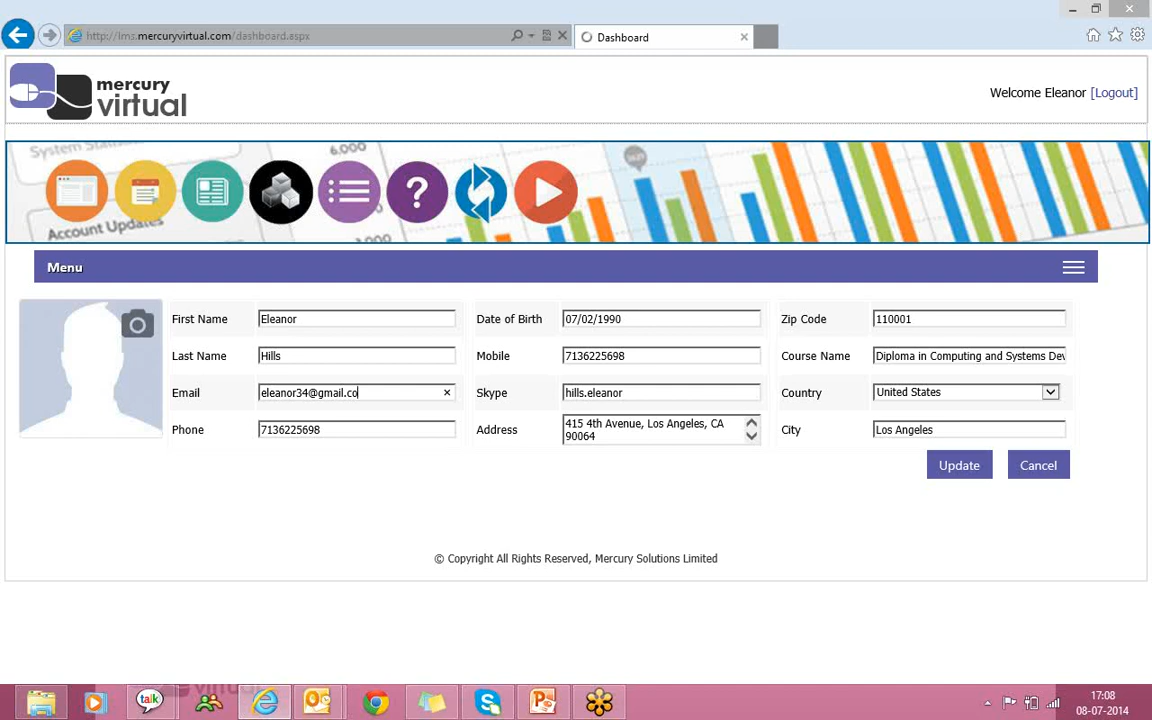 http://lms.mercuryvirtual.com/dashboard.aspx
Dashboard
mercury
virtual
Welcome Eleanor [Logout]
6,000
Account Updates
Menu
First Name Eleanor Date of Birth 07/02/1990 Zip Code 110001
Last Name Hills Mobile 7136225698 Course Name Diploma in Computing and Systems Dev
Email eleanor34@gmail.co Skype hills.eleanor Country United States
Phone 7136225698 Address 415 4th Avenue, Los Angeles, CA
90064
City Los Angeles
Update Cancel
© Copyright All Rights Reserved, Mercury Solutions Limited
talk
17:08
08-07-2014